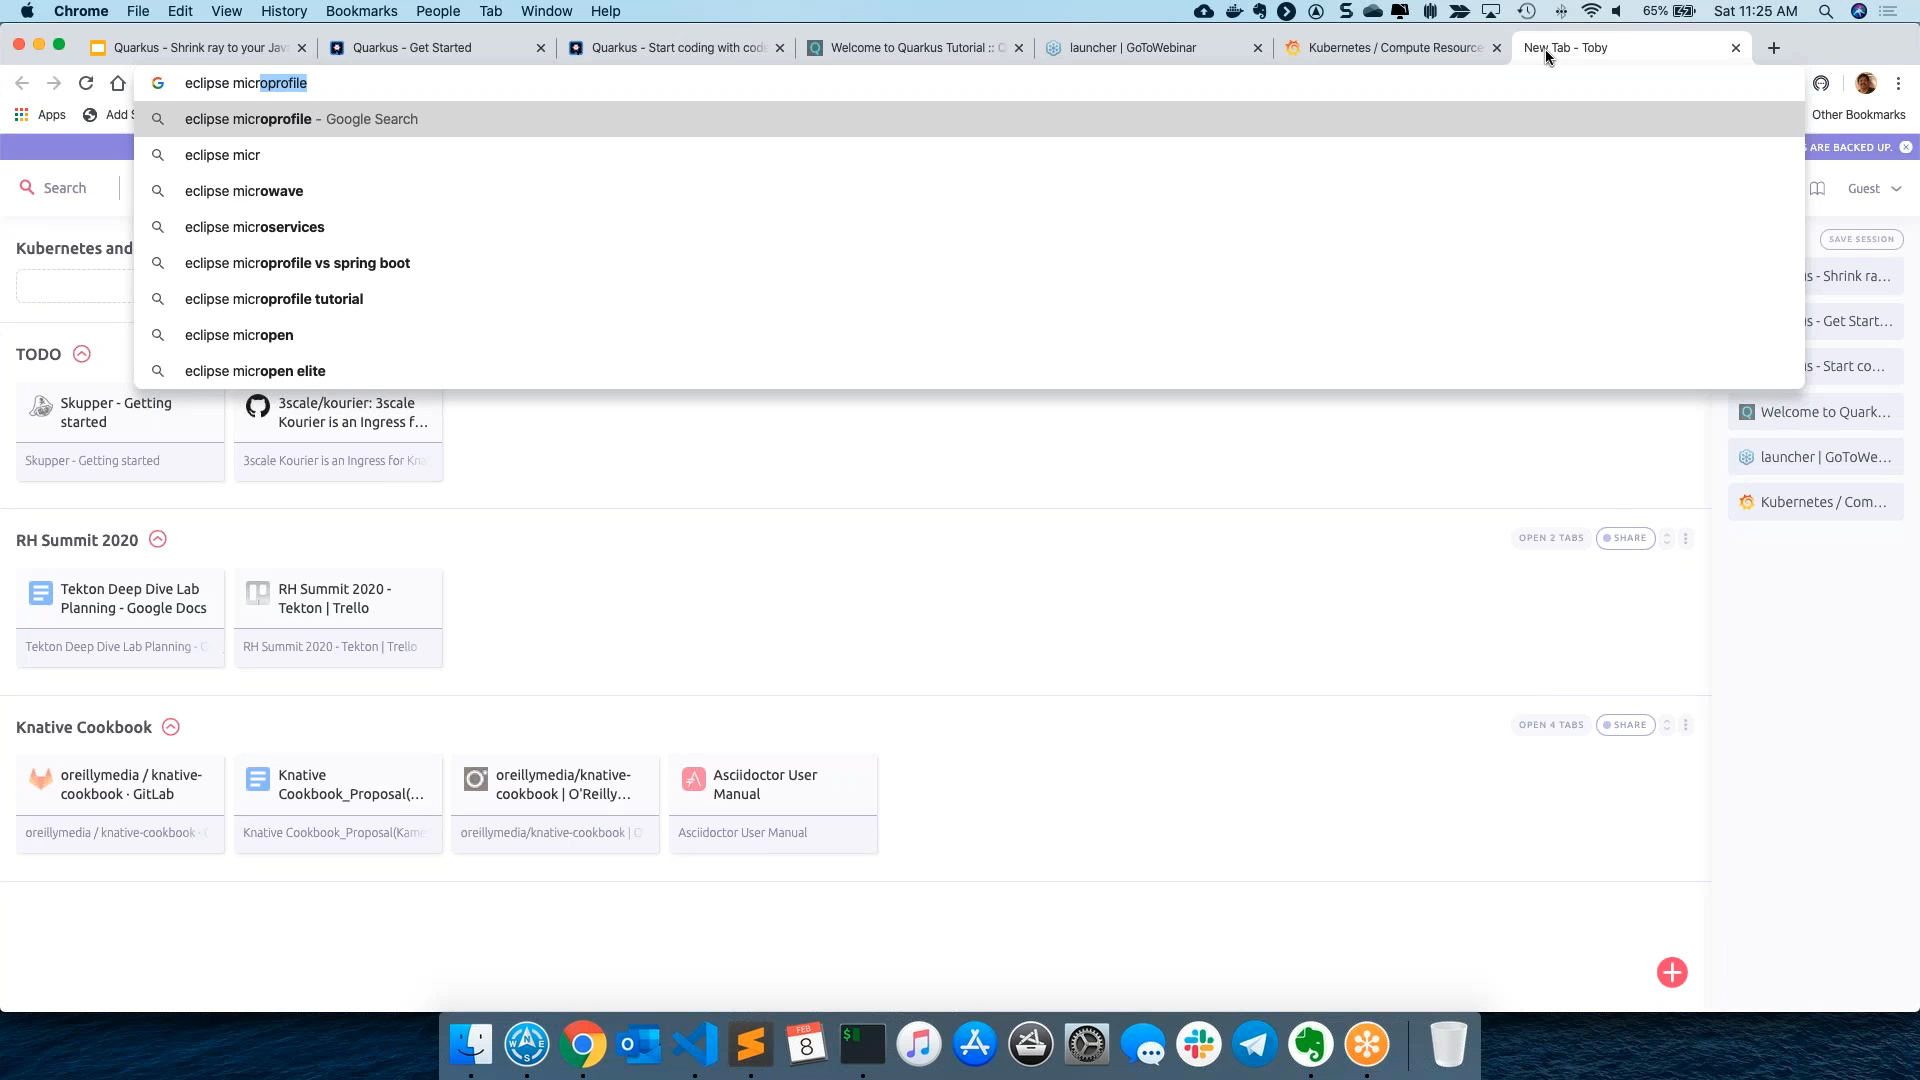 Chrome File Edit View History Bookmarks People Tab Window Help
65% Sat 11:25 AM
Quarkus - Shrink ray to your Jav
Quarkus - Get Started
Quarkus - Start coding with cod
Welcome to Quarkus Tutorial ::
launcher | GoToWebinar
Kubernetes / Compute Resource
New Tab - Toby
eclipse microprofile
Apps
Add
Other Bookmarks
eclipse microprofile - Google Search
ARE BACKED UP.
eclipse micr
eclipse microwave
Search
Guest
eclipse microservices
SAVE SESSION
Kubernetes and
eclipse microprofile vs spring boot
s - Shrink ra...
eclipse microprofile tutorial
s - Get Start...
eclipse micropen
TODO
eclipse micropen elite
s - Start co...
Skupper - Getting
started
3scale/kourier: 3scale
Kourier is an Ingress f...
Welcome to Quark...
Skupper - Getting started
3scale Kourier is an Ingress for Kna
launcher | GoToWe...
Kubernetes / Com...
RH Summit 2020
OPEN 2 TABS
SHARE
Tekton Deep Dive Lab
Planning - Google Docs
RH Summit 2020 -
Tekton | Trello
Tekton Deep Dive Lab Planning - G
RH Summit 2020 - Tekton | Trello
Knative Cookbook
OPEN 4 TABS
SHARE
oreillymedia / knative-
cookbook · GitLab
Knative
Cookbook_Proposal(...
oreillymedia/knative-
cookbook | O'Reilly...
Asciidoctor User
Manual
oreillymedia / knative-cookbook ·
Knative Cookbook_Proposal(Kame
oreillymedia/knative-cookbook | O
Asciidoctor User Manual
FEB
8